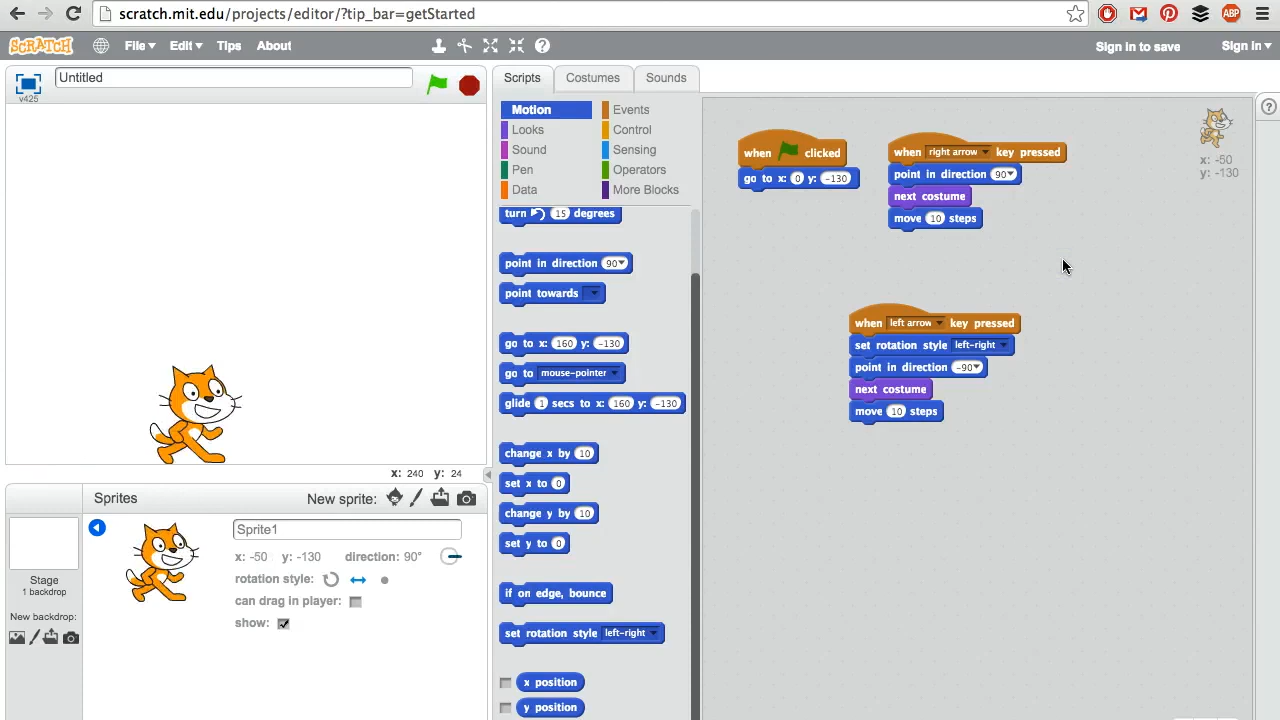 scratch.mit.edu/projects/editor/?tip_bar=getStarted
ABP
SCRATCH File Edit Tips About Sign in to save Sign in
Untitled
v425
Scripts Costumes Sounds
Motion Events
Looks Control
Sound Sensing
Pen Operators
Data More Blocks
turn 15 degrees
point in direction 90
point towards
go to x: 160 y: -130
go to mouse-pointer
glide 1 secs to x: 160 y: -130
change x by 10
set x to 0
change y by 10
set y to 0
if on edge, bounce
set rotation style left-right
x position
y position
when clicked
go to x: 0 y: -130
when right arrow key pressed
point in direction 90
next costume
move 10 steps
when left arrow key pressed
set rotation style left-right
point in direction -90
next costume
move 10 steps
x: -50
y: -130
?
x: 240 y: 24
Sprites New sprite:
Sprite1
x: -50 y: -130 direction: 90°
rotation style:
can drag in player:
show:
Stage
1 backdrop
New backdrop: